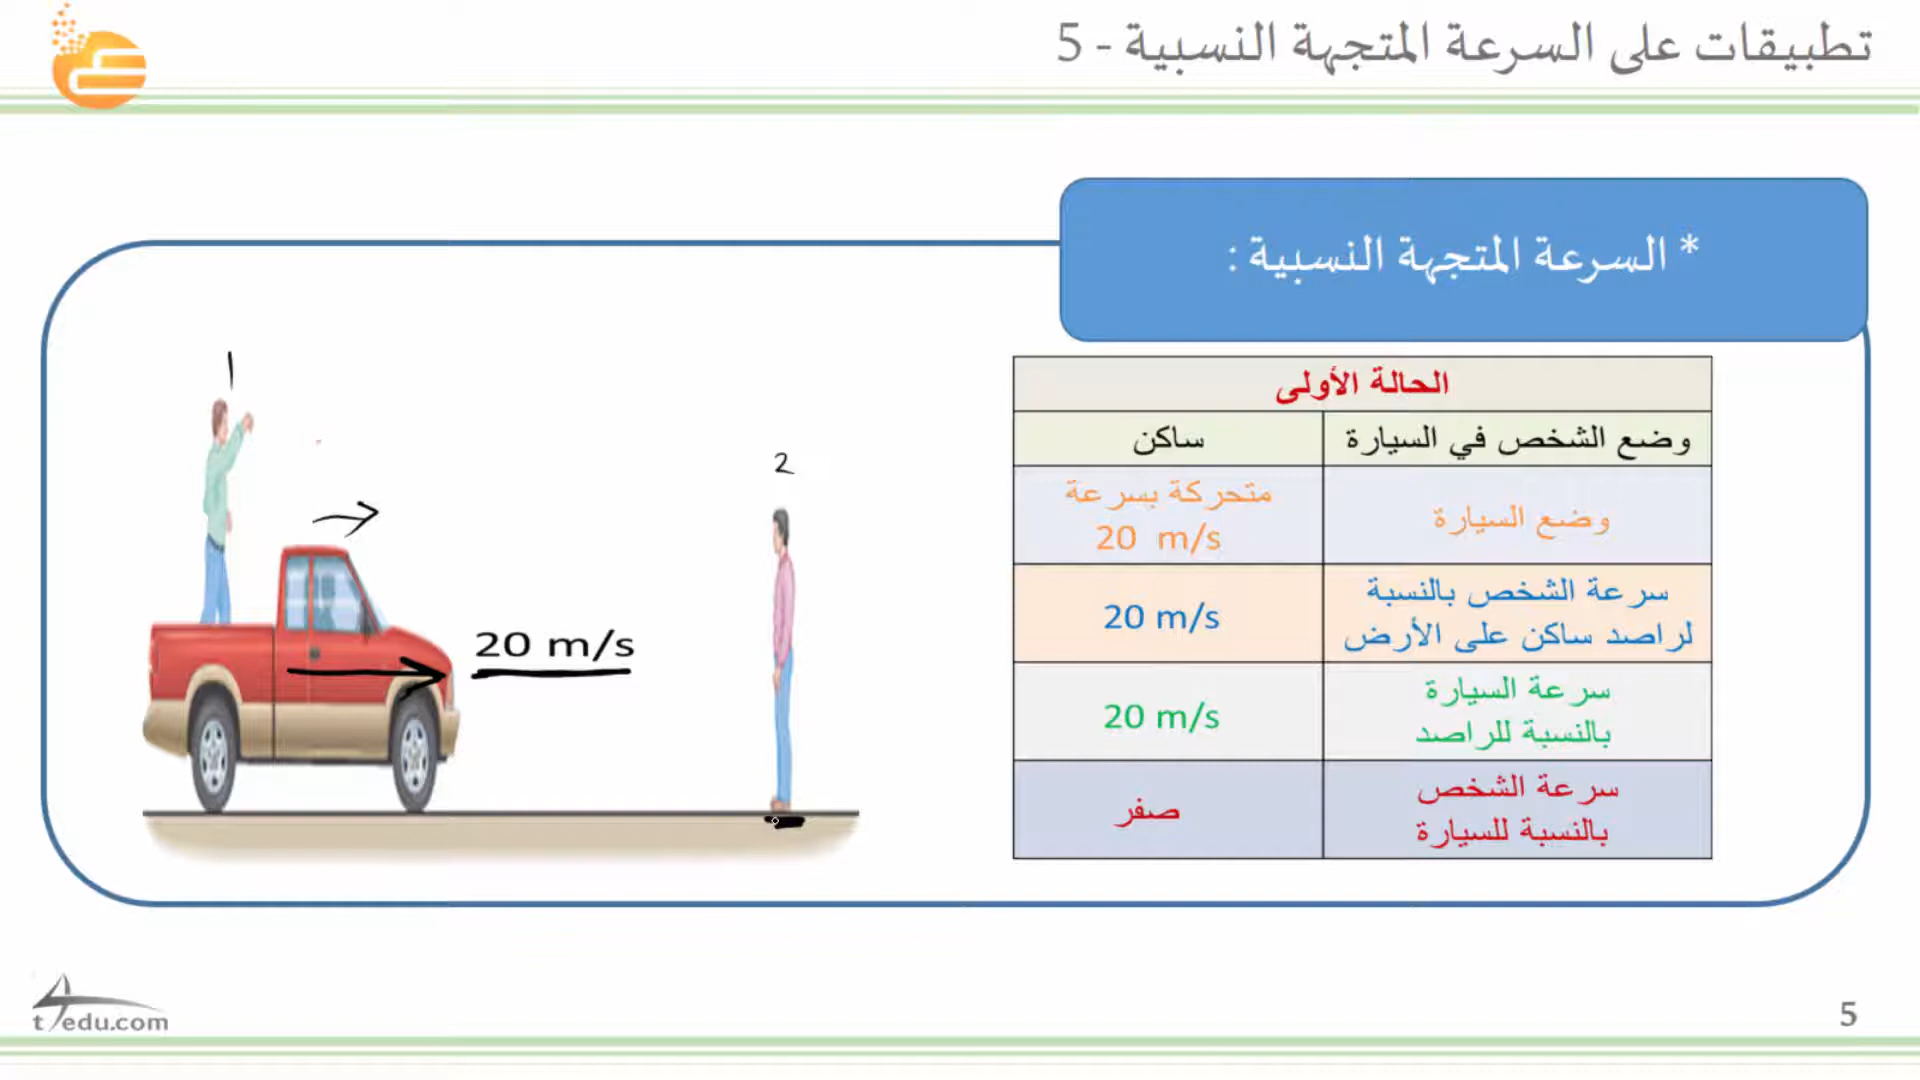 تطبيقات على السرعة المتجهة النسبية - 5
* السرعة المتجهة النسبية :
1
2
20 m/s
الحالة الأولى
وضع الشخص في السيارة
ساكن
وضع السيارة
متحركة بسرعة
20 m/s
سرعة الشخص بالنسبة
لراصد ساكن على الأرض
20 m/s
سرعة السيارة
بالنسبة للراصد
20 m/s
سرعة الشخص
بالنسبة للسيارة
صفر
t4edu.com
5